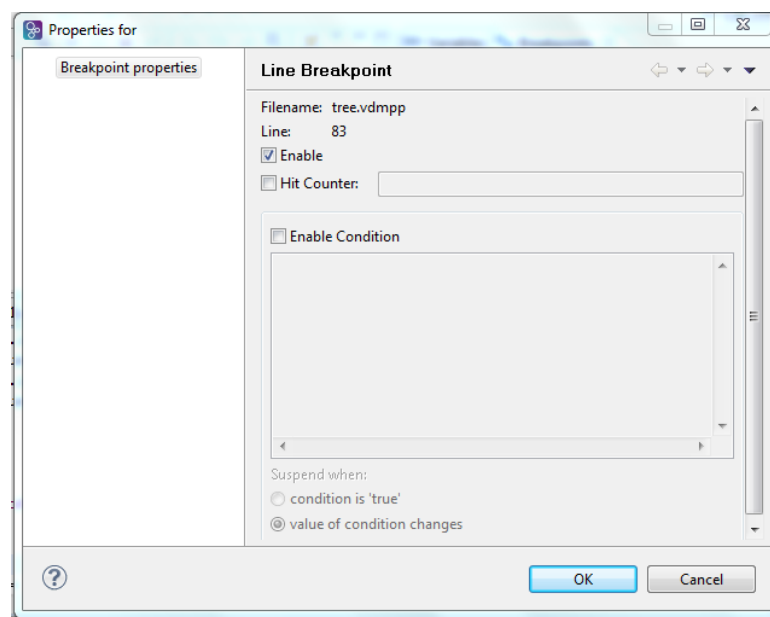 Properties for
Breakpoint properties
Line Breakpoint
Filename: tree.vdmpp
Line: 83
Enable
Hit Counter:
Enable Condition
Suspend when:
condition is 'true'
value of condition changes
?
OK
Cancel